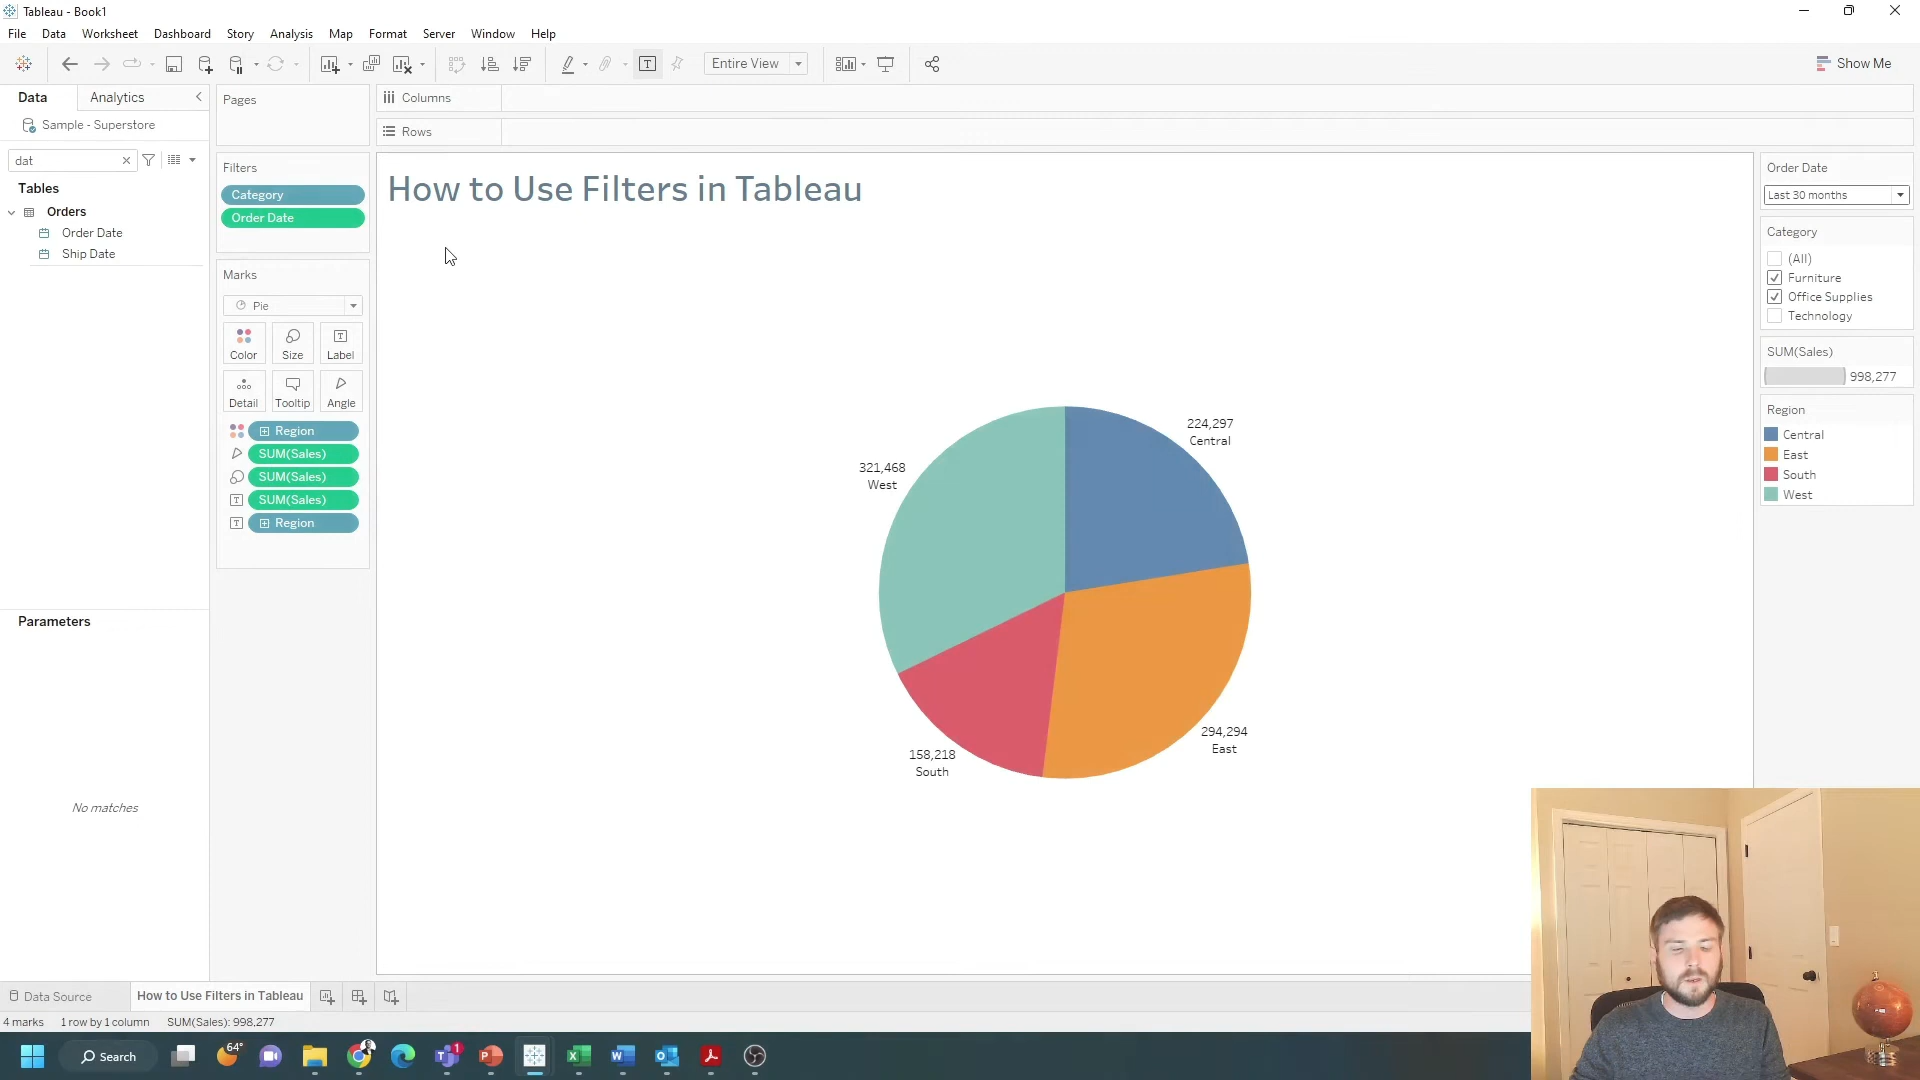 Tableau - Book1
File Data Worksheet Dashboard Story Analysis Map Format Server Window Help
Entire View
Show Me
Data Analytics
Sample - Superstore
dat
Tables
Orders
Order Date
Ship Date
Parameters
No matches
Pages
Filters
Category
Order Date
Marks
Pie
Color Size Label
Detail Tooltip Angle
Region
SUM(Sales)
SUM(Sales)
SUM(Sales)
Region
Columns
Rows
How to Use Filters in Tableau
224,297
Central
321,468
West
294,294
East
158,218
South
Order Date
Last 30 months
Category
(All)
Furniture
Office Supplies
Technology
SUM(Sales)
998,277
Region
Central
East
South
West
Data Source How to Use Filters in Tableau
4 marks 1 row by 1 column SUM(Sales): 998,277
Search
64°
1